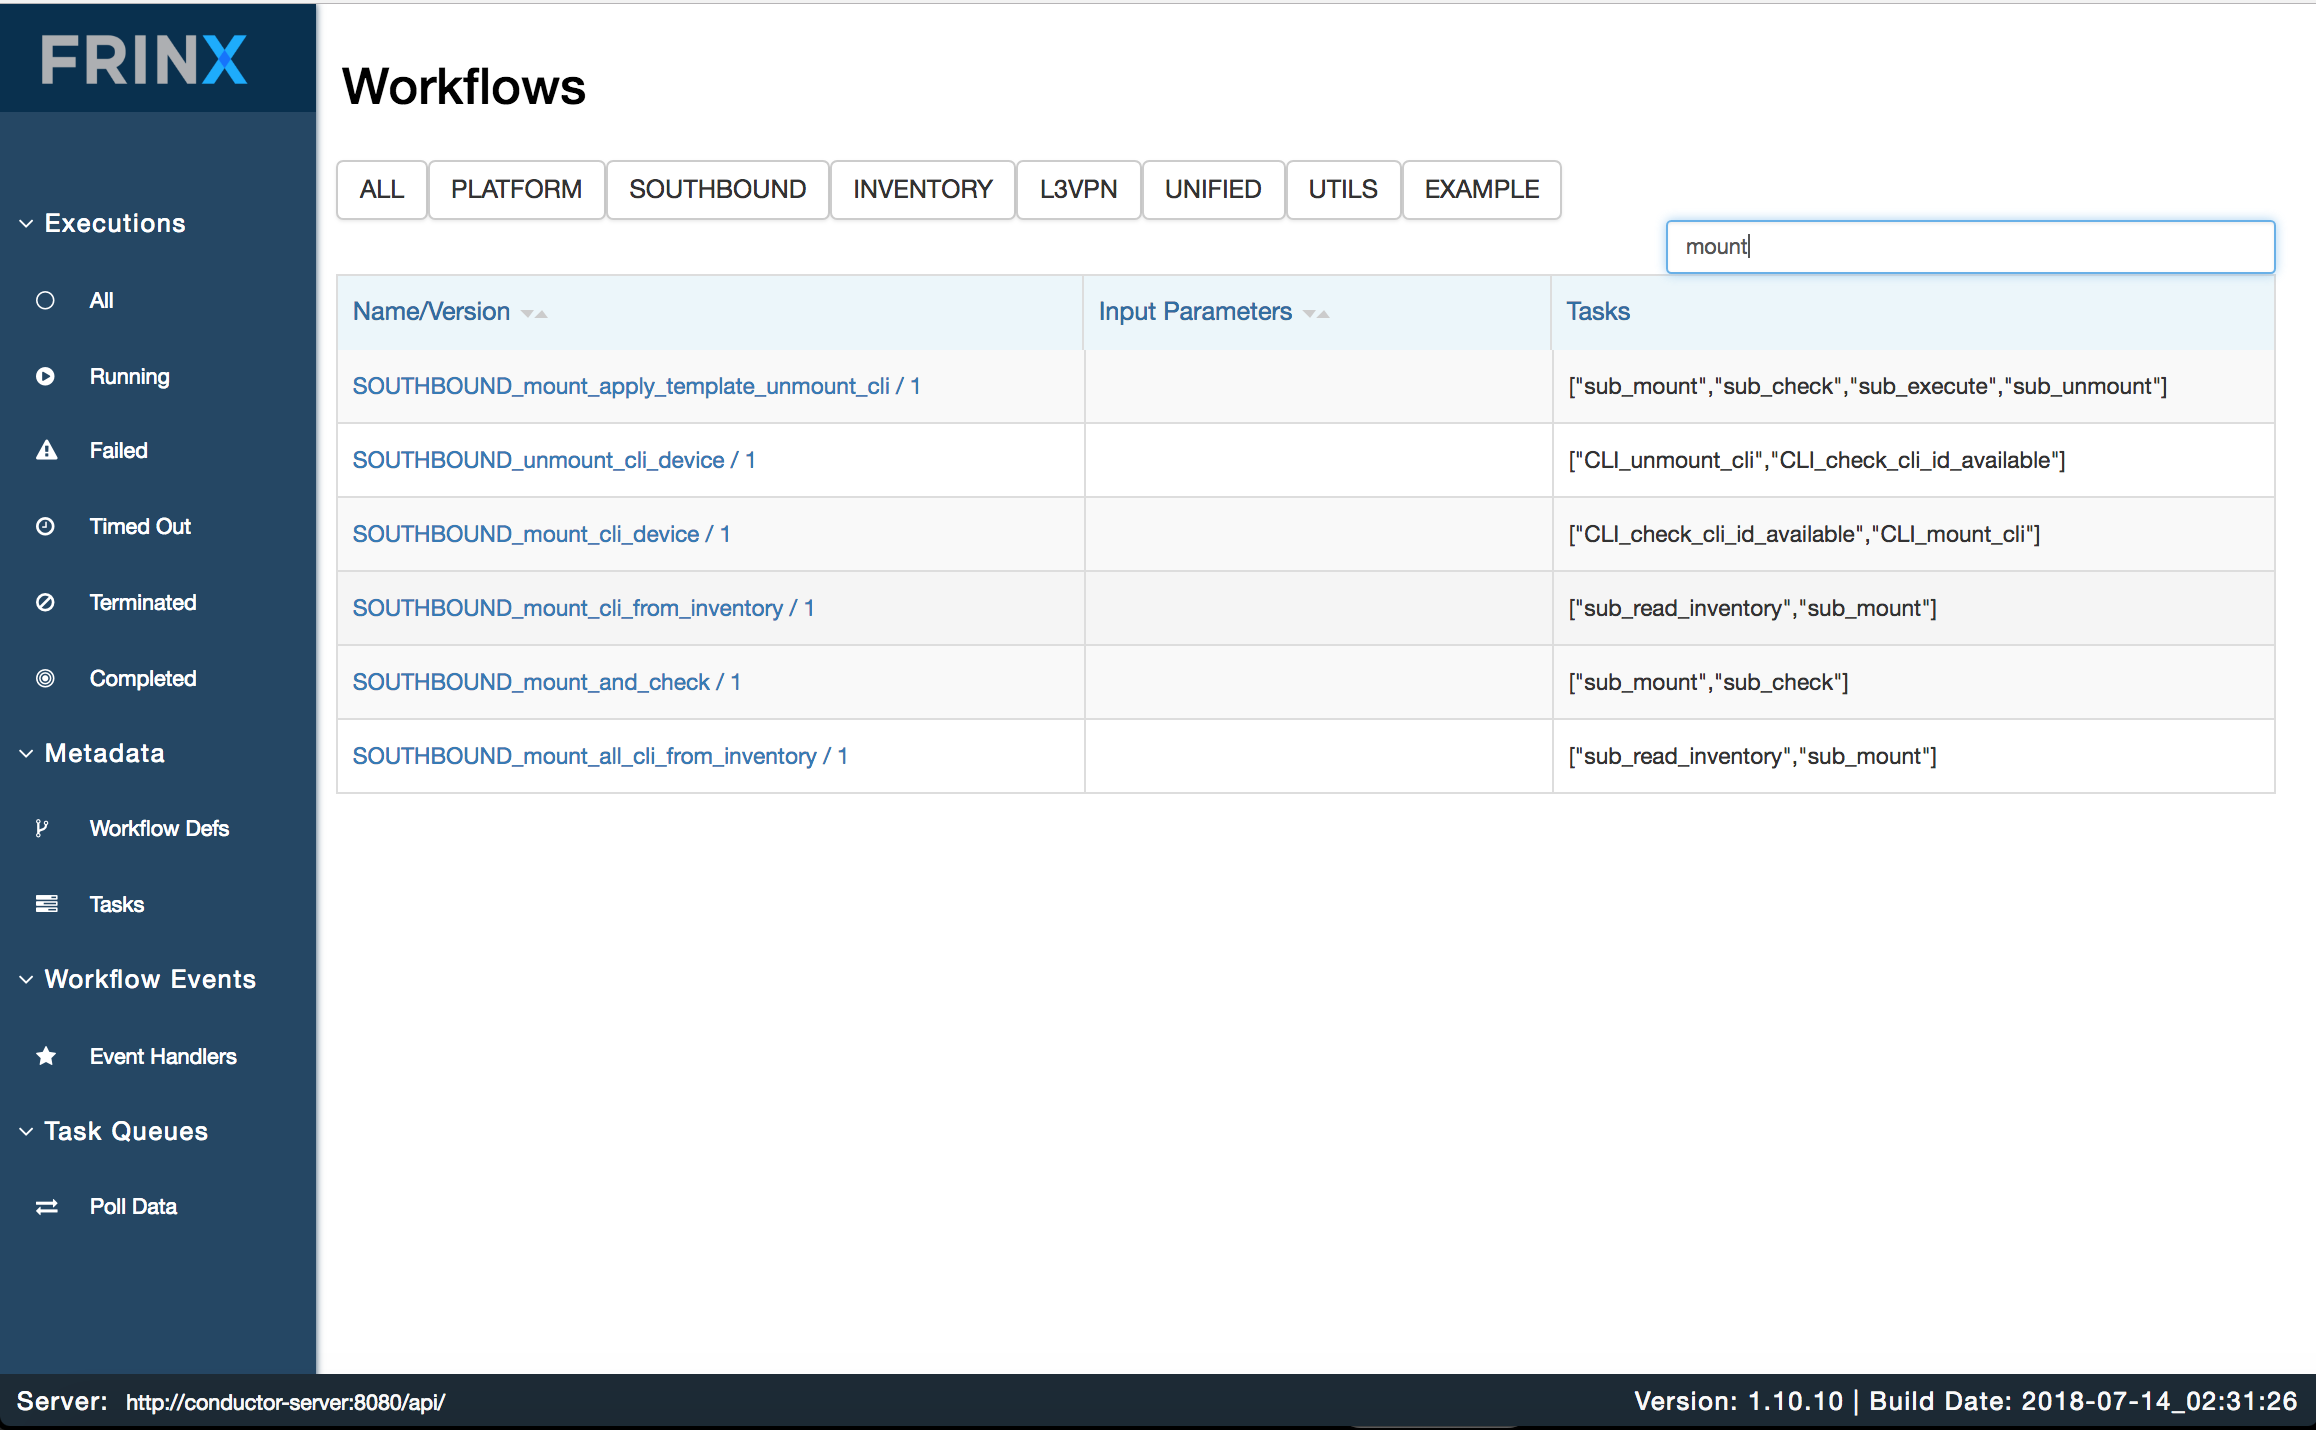 FRINX
Executions
All
Running
Failed
Timed Out
Terminated
Completed
Metadata
Workflow Defs
Tasks
Workflow Events
Event Handlers
Task Queues
Poll Data
Workflows
ALL PLATFORM SOUTHBOUND INVENTORY L3VPN UNIFIED UTILS EXAMPLE
mount
Name/Version Input Parameters Tasks
SOUTHBOUND_mount_apply_template_unmount_cli / 1 ["sub_mount","sub_check","sub_execute","sub_unmount"]
SOUTHBOUND_unmount_cli_device / 1 ["CLI_unmount_cli","CLI_check_cli_id_available"]
SOUTHBOUND_mount_cli_device / 1 ["CLI_check_cli_id_available","CLI_mount_cli"]
SOUTHBOUND_mount_cli_from_inventory / 1 ["sub_read_inventory","sub_mount"]
SOUTHBOUND_mount_and_check / 1 ["sub_mount","sub_check"]
SOUTHBOUND_mount_all_cli_from_inventory / 1 ["sub_read_inventory","sub_mount"]
Server: http://conductor-server:8080/api/ Version: 1.10.10 | Build Date: 2018-07-14_02:31:26